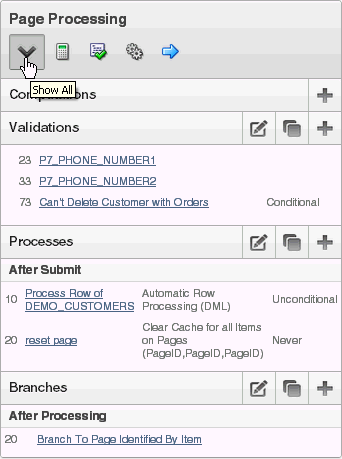 Page Processing
Computations
Show All
Validations
23 P7_PHONE_NUMBER1
33 P7_PHONE_NUMBER2
73 Can't Delete Customer with Orders Conditional
Processes
After Submit
10 Process Row of DEMO_CUSTOMERS Automatic Row Processing (DML) Unconditional
20 reset page Clear Cache for all Items on Pages (PageID,PageID,PageID) Never
Branches
After Processing
20 Branch To Page Identified By Item